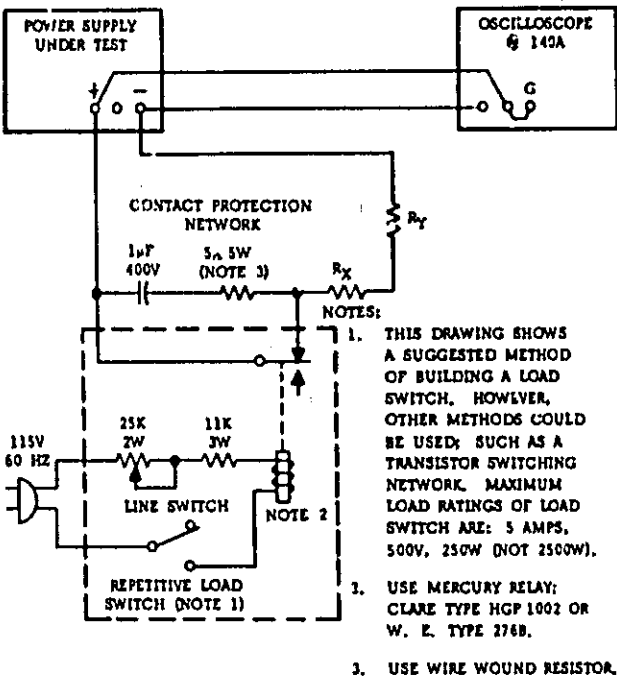 POWER SUPPLY
UNDER TEST
+ −
OSCILLOSCOPE
@ 140A
G
CONTACT PROTECTION
NETWORK
1μF
400V
5Ω 5W
(NOTE 3)
RX
RY
NOTES:
1. THIS DRAWING SHOWS
A SUGGESTED METHOD
OF BUILDING A LOAD
SWITCH. HOWEVER,
OTHER METHODS COULD
BE USED; SUCH AS A
TRANSISTOR SWITCHING
NETWORK. MAXIMUM
LOAD RATINGS OF LOAD
SWITCH ARE: 5 AMPS,
500V, 250W (NOT 2500W).
115V
60 HZ
25K
2W
11K
3W
LINE SWITCH
NOTE 2
REPETITIVE LOAD
SWITCH (NOTE 1)
2. USE MERCURY RELAY;
CLARE TYPE HGP 1002 OR
W. E. TYPE 276B.
3. USE WIRE WOUND RESISTOR.